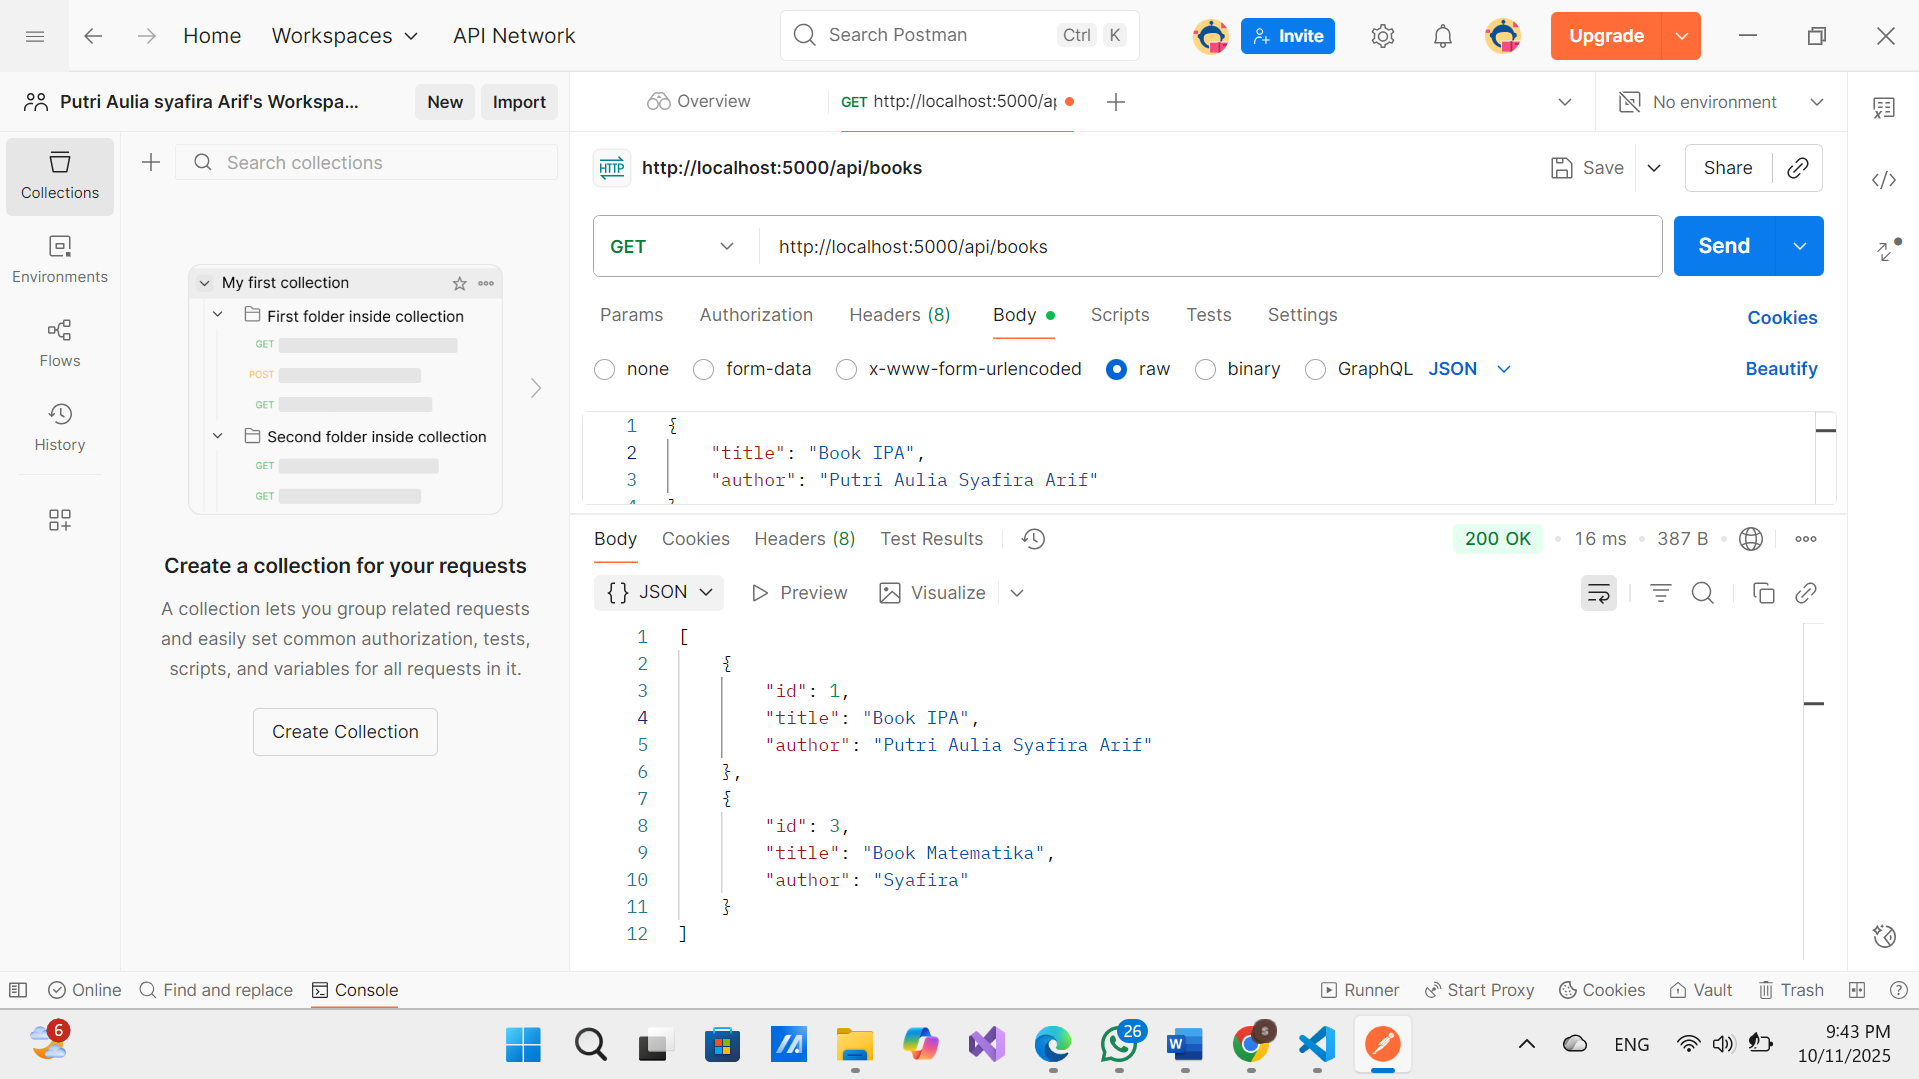 Home
Workspaces
API Network
Search Postman
Ctrl
K
Invite
Upgrade
Putri Aulia syafira Arif's Workspa...
New
Import
Overview
GET http://localhost:5000/ap
No environment
Collections
Search collections
HTTP
http://localhost:5000/api/books
Save
Share
Environments
GET
http://localhost:5000/api/books
Send
My first collection
First folder inside collection
GET
POST
GET
Second folder inside collection
GET
GET
Flows
History
Params
Authorization
Headers (8)
Body
Scripts
Tests
Settings
Cookies
none
form-data
x-www-form-urlencoded
raw
binary
GraphQL
JSON
Beautify
1 {
2 "title": "Book IPA",
3 "author": "Putri Aulia Syafira Arif"
Create a collection for your requests
A collection lets you group related requests
and easily set common authorization, tests,
scripts, and variables for all requests in it.
Create Collection
Body
Cookies
Headers (8)
Test Results
200 OK
16 ms
387 B
{} JSON
Preview
Visualize
1 [
2 {
3 "id": 1,
4 "title": "Book IPA",
5 "author": "Putri Aulia Syafira Arif"
6 },
7 {
8 "id": 3,
9 "title": "Book Matematika",
10 "author": "Syafira"
11 }
12 ]
Online
Find and replace
Console
Runner
Start Proxy
Cookies
Vault
Trash
6
26
S
ENG
9:43 PM
10/11/2025